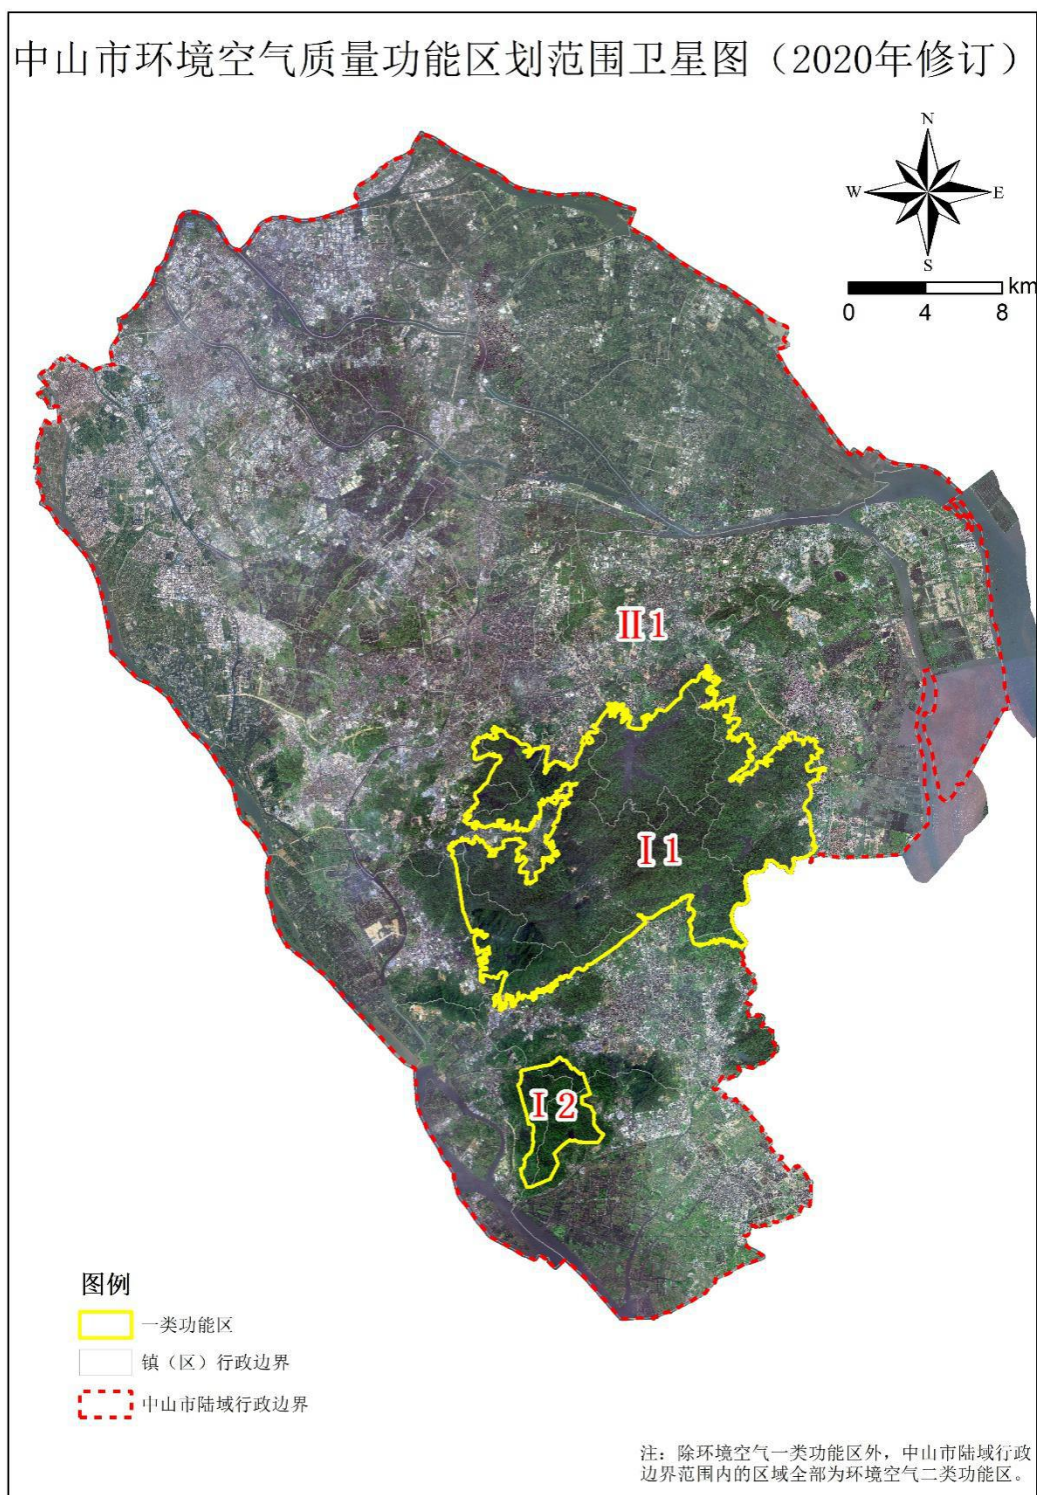 中山市环境空气质量功能区划范围卫星图（2020年修订）
N
W
E
S
km
0 4 8
Ⅱ1
Ⅰ1
Ⅰ2
图例
一类功能区
镇（区）行政边界
中山市陆域行政边界
注：除环境空气一类功能区外，中山市陆域行政
边界范围内的区域全部为环境空气二类功能区。